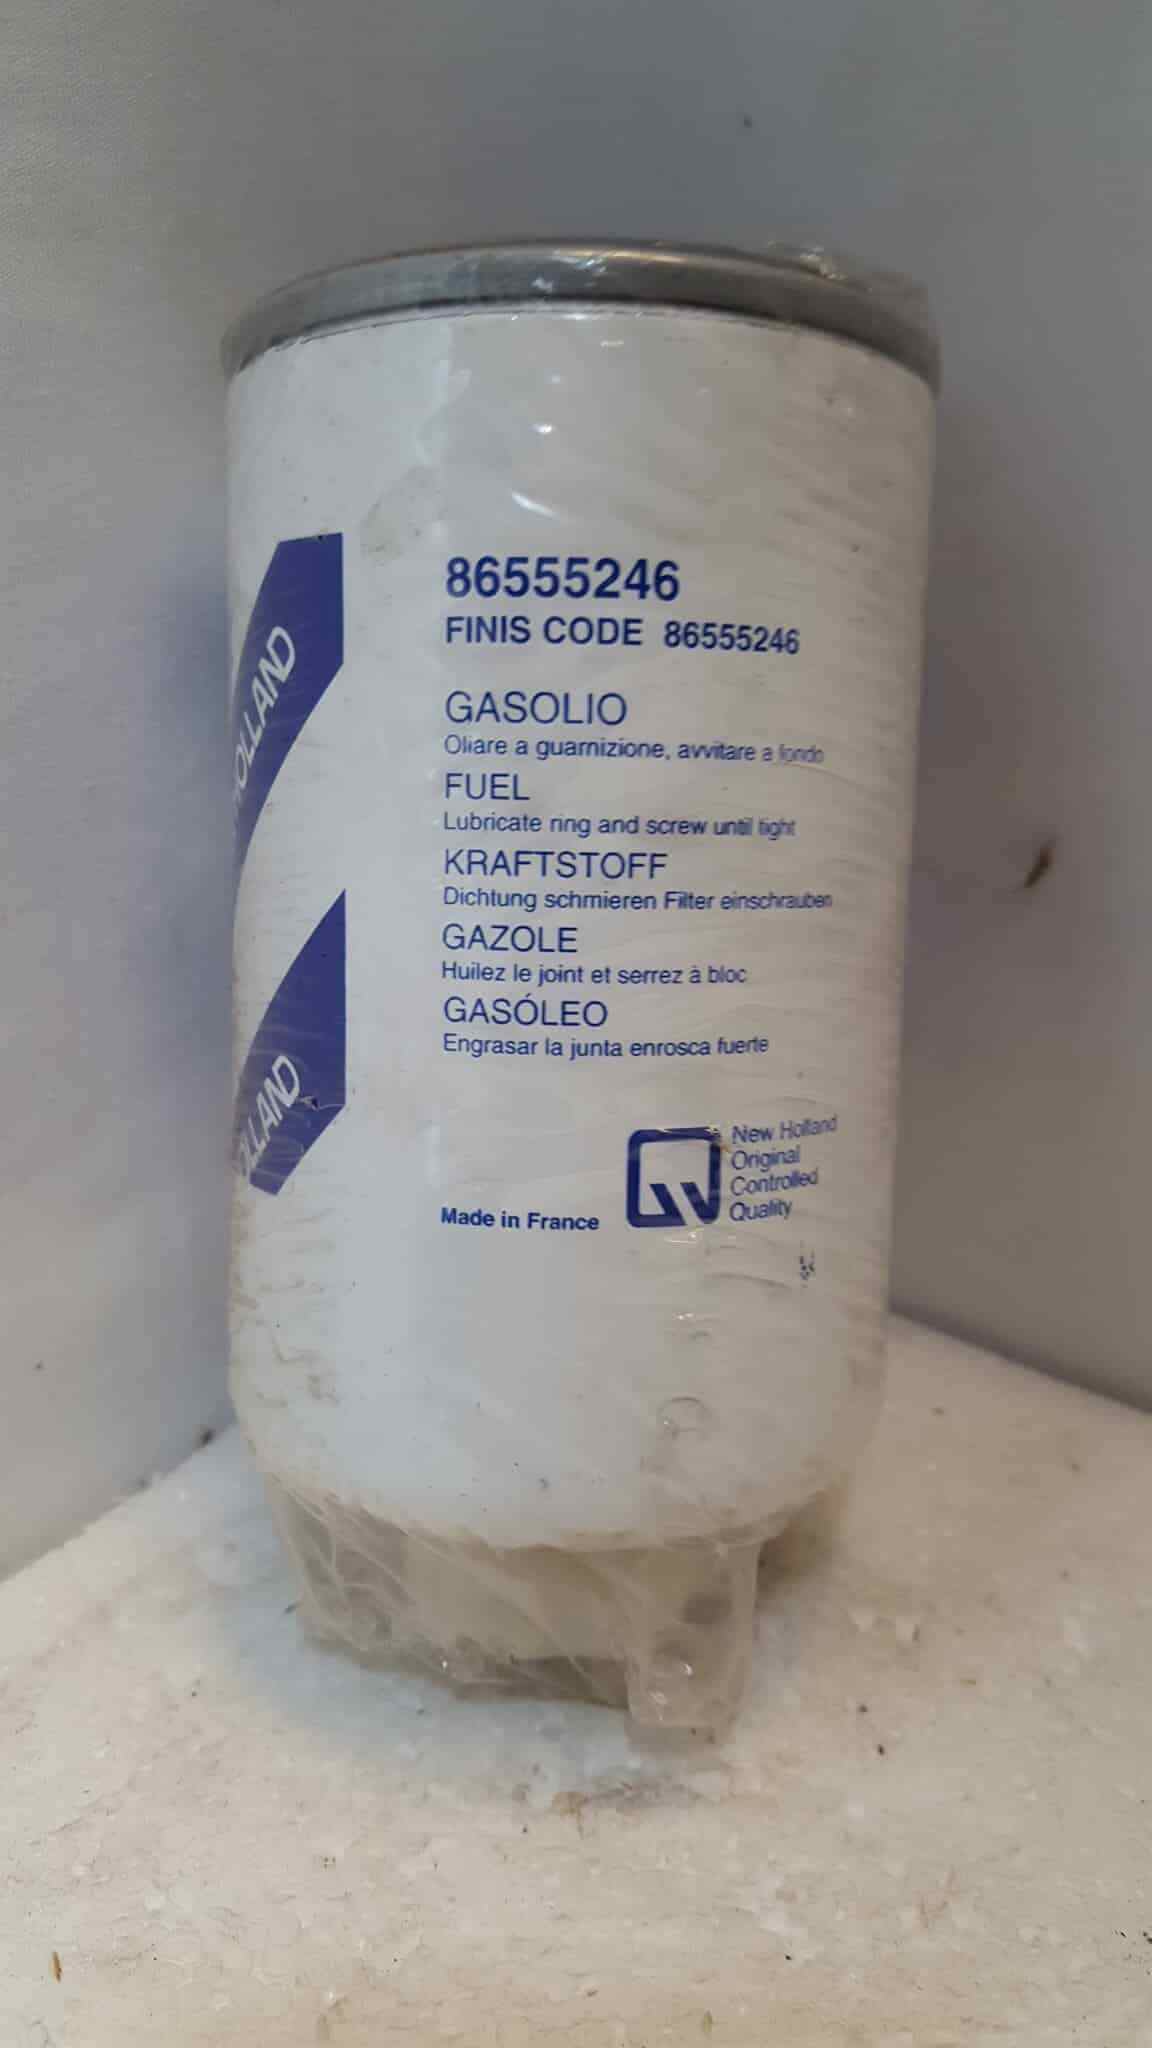 86555246
FINIS CODE 86555246
GASOLIO
Oliare a guarnizione, avvitare a fondo
FUEL
Lubricate ring and screw until tight
KRAFTSTOFF
Dichtung schmieren Filter einschrauben
GAZOLE
Huilez le joint et serrez à bloc
GASÓLEO
Engrasar la junta enrosca fuerte
New Holland
Original
Controlled
Quality
Made in France
HOLLAND
OLLAND